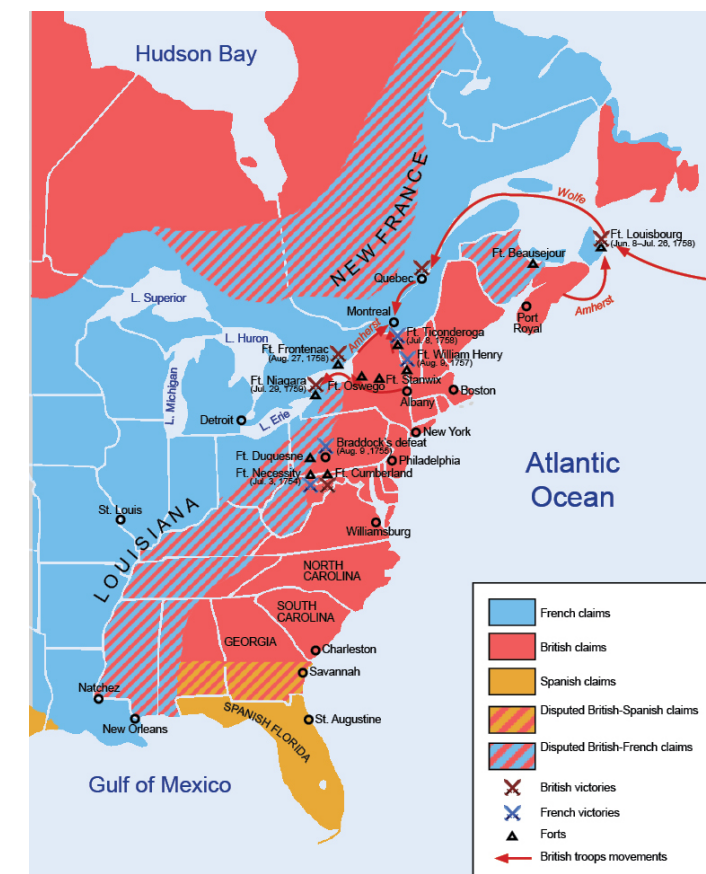 Hudson Bay
NEW FRANCE
Wolfe
Ft. Louisbourg
(Jun. 8–Jul. 26, 1758)
Ft. Beausejour
Quebec
L. Superior
Montreal
Amherst
Port
Royal
Amherst
L. Huron
Ft. Ticonderoga
(Jul. 8, 1758)
Ft. Frontenac
(Aug. 27, 1758)
Ft. William Henry
(Aug. 9, 1757)
L. Michigan
Ft. Niagara
(Jul. 29, 1759)
Ft. Oswego
Ft. Stanwix
Boston
Albany
Detroit
L. Erie
New York
Braddock's defeat
(Aug. 9 ,1755)
Ft. Duquesne
Philadelphia
Ft. Necessity
(Jul. 3, 1754)
Ft. Cumberland
Atlantic
Ocean
St. Louis
LOUISIANA
Williamsburg
NORTH
CAROLINA
SOUTH
CAROLINA
GEORGIA
Charleston
Savannah
Natchez
New Orleans
SPANISH FLORIDA
St. Augustine
Gulf of Mexico
French claims
British claims
Spanish claims
Disputed British-Spanish claims
Disputed British-French claims
British victories
French victories
Forts
British troops movements